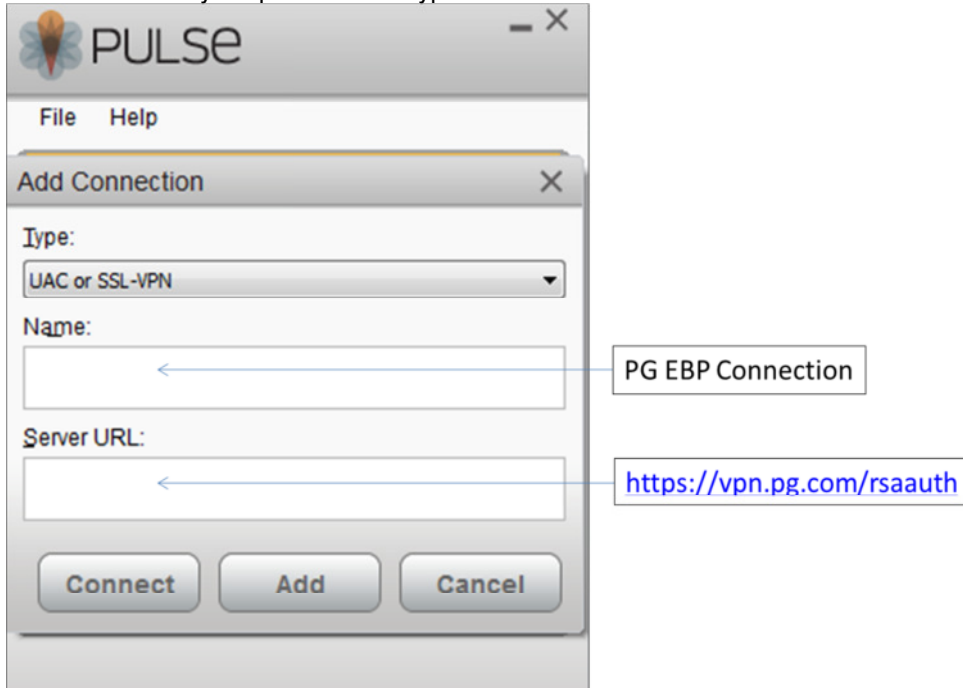 PULSE
File Help
Add Connection
Type:
UAC or SSL-VPN
Name:
PG EBP Connection
Server URL:
https://vpn.pg.com/rsaauth
Connect Add Cancel